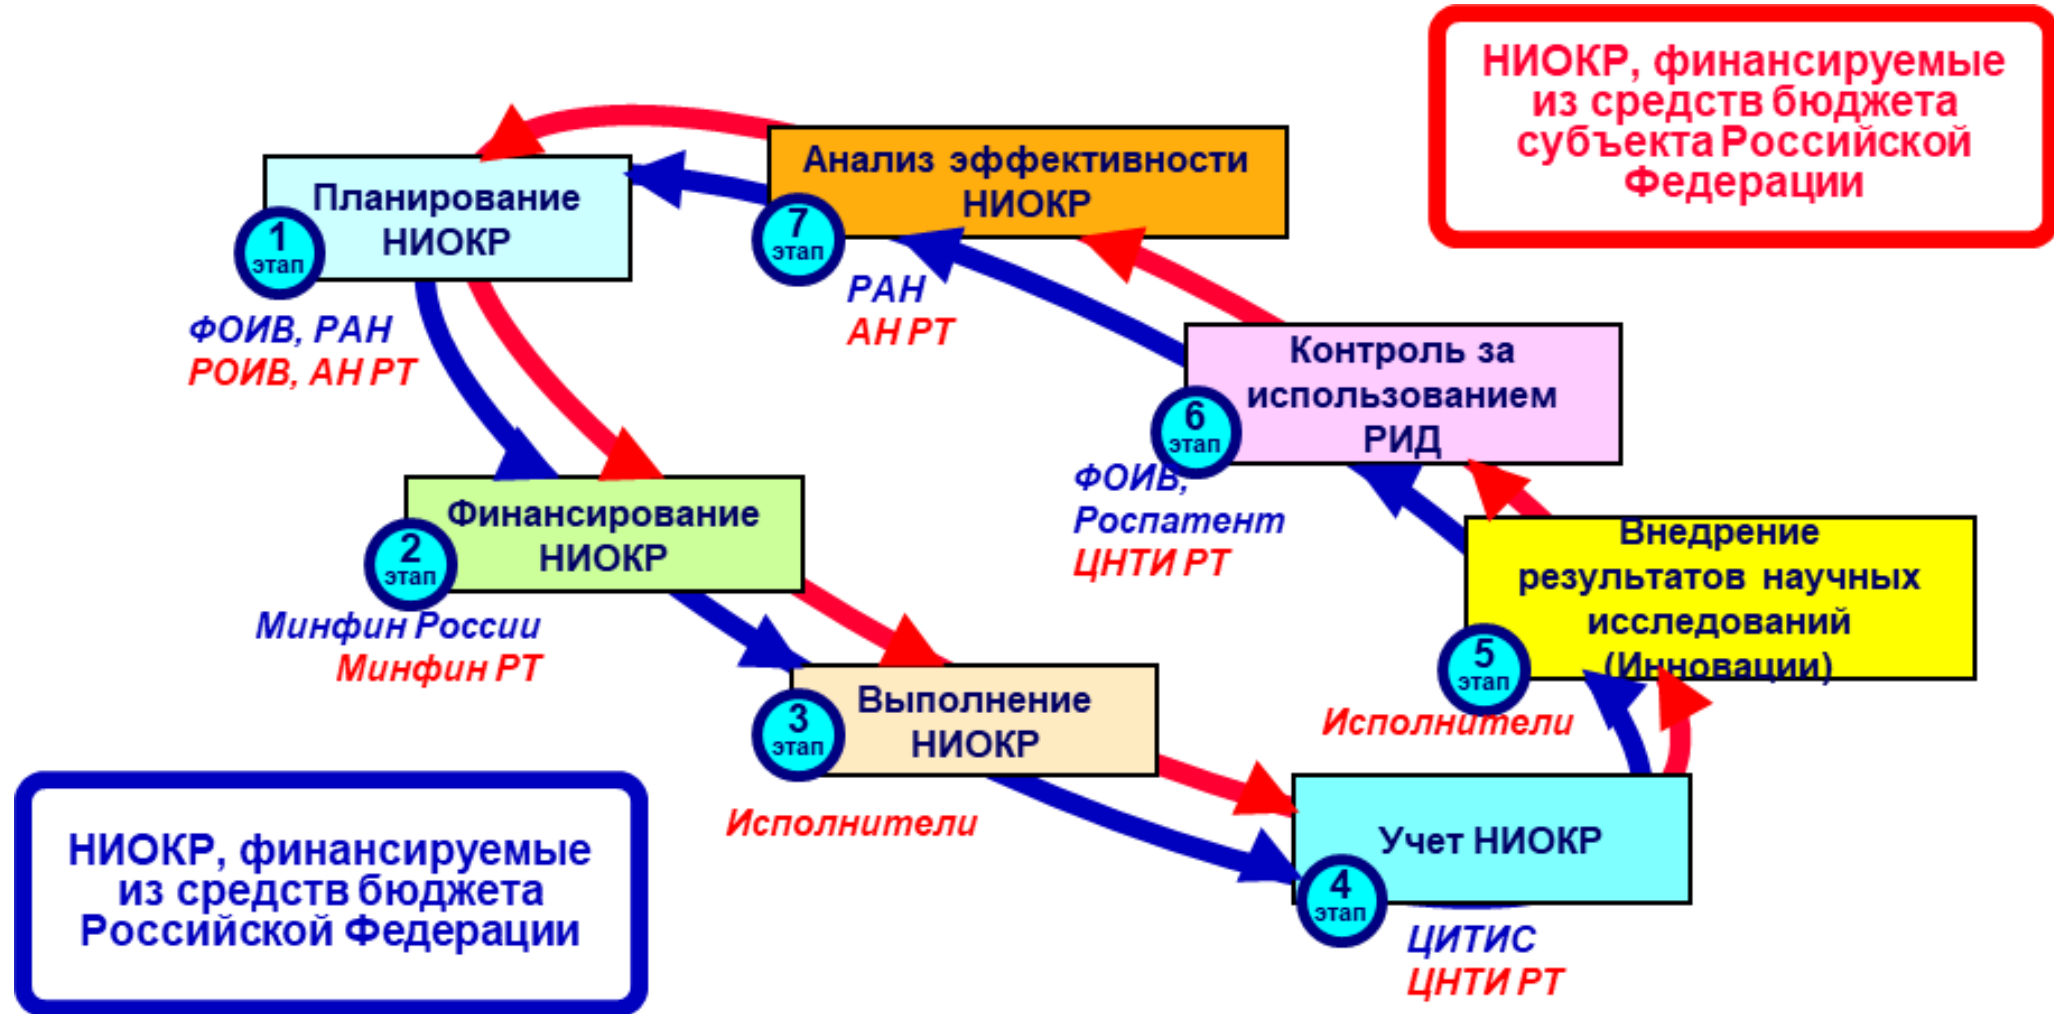 НИОКР, финансируемые
из средств бюджета
субъекта Российской
Федерации
Планирование
НИОКР
1
этап
ФОИВ, РАН
РОИВ, АН РТ
Финансирование
НИОКР
2
этап
Минфин России
Минфин РТ
Выполнение
НИОКР
3
этап
Исполнители
Учет НИОКР
4
этап
ЦИТИС
ЦНТИ РТ
Внедрение
результатов научных
исследований
(Инновации)
5
этап
Исполнители
Контроль за
использованием
РИД
6
этап
ФОИВ,
Роспатент
ЦНТИ РТ
Анализ эффективности
НИОКР
7
этап
РАН
АН РТ
НИОКР, финансируемые
из средств бюджета
Российской Федерации